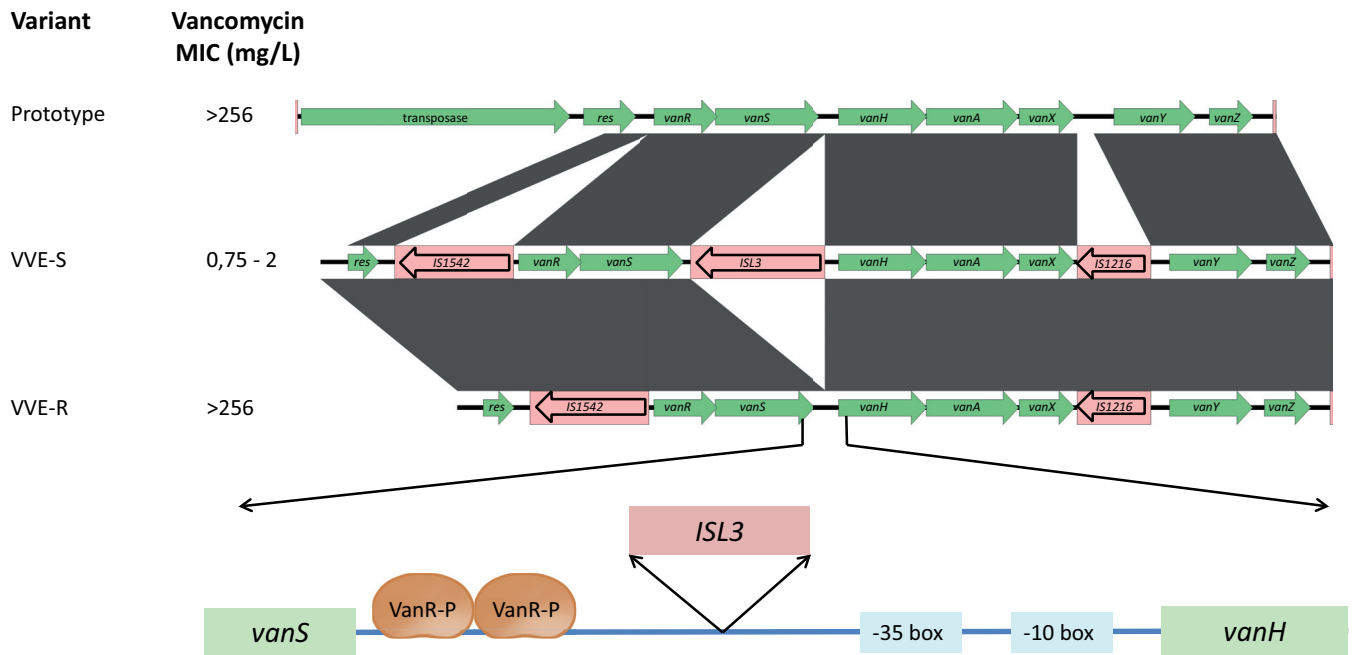 Variant Vancomycin
MIC (mg/L)
Prototype >256 transposase res vanR vanS vanH vanA vanX vanY vanZ
VVE-S 0,75 - 2 res IS1542 vanR vanS ISL3 vanH vanA vanX IS1216 vanY vanZ
VVE-R >256 res IS1542 vanR vanS vanH vanA vanX IS1216 vanY vanZ
ISL3
VanR-P VanR-P
vanS -35 box -10 box vanH